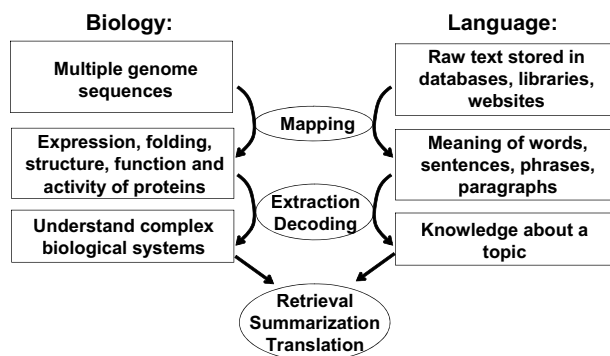 Biology:
Language:
Multiple genome
sequences
Raw text stored in
databases, libraries,
websites
Mapping
Expression, folding,
structure, function and
activity of proteins
Meaning of words,
sentences, phrases,
paragraphs
Extraction
Decoding
Understand complex
biological systems
Knowledge about a
topic
Retrieval
Summarization
Translation